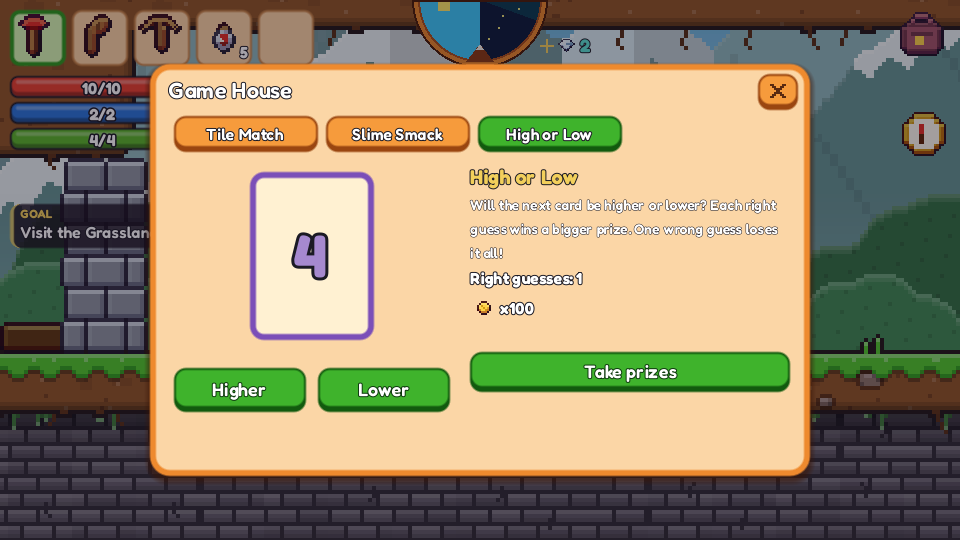 5
2
10/10
2/2
4/4
GOAL
Visit the Grasslan
Game House
Tile Match
Slime Smack
High or Low
4
Higher
Lower
High or Low
Will the next card be higher or lower? Each right
guess wins a bigger prize. One wrong guess loses
it all!
Right guesses: 1
x100
Take prizes